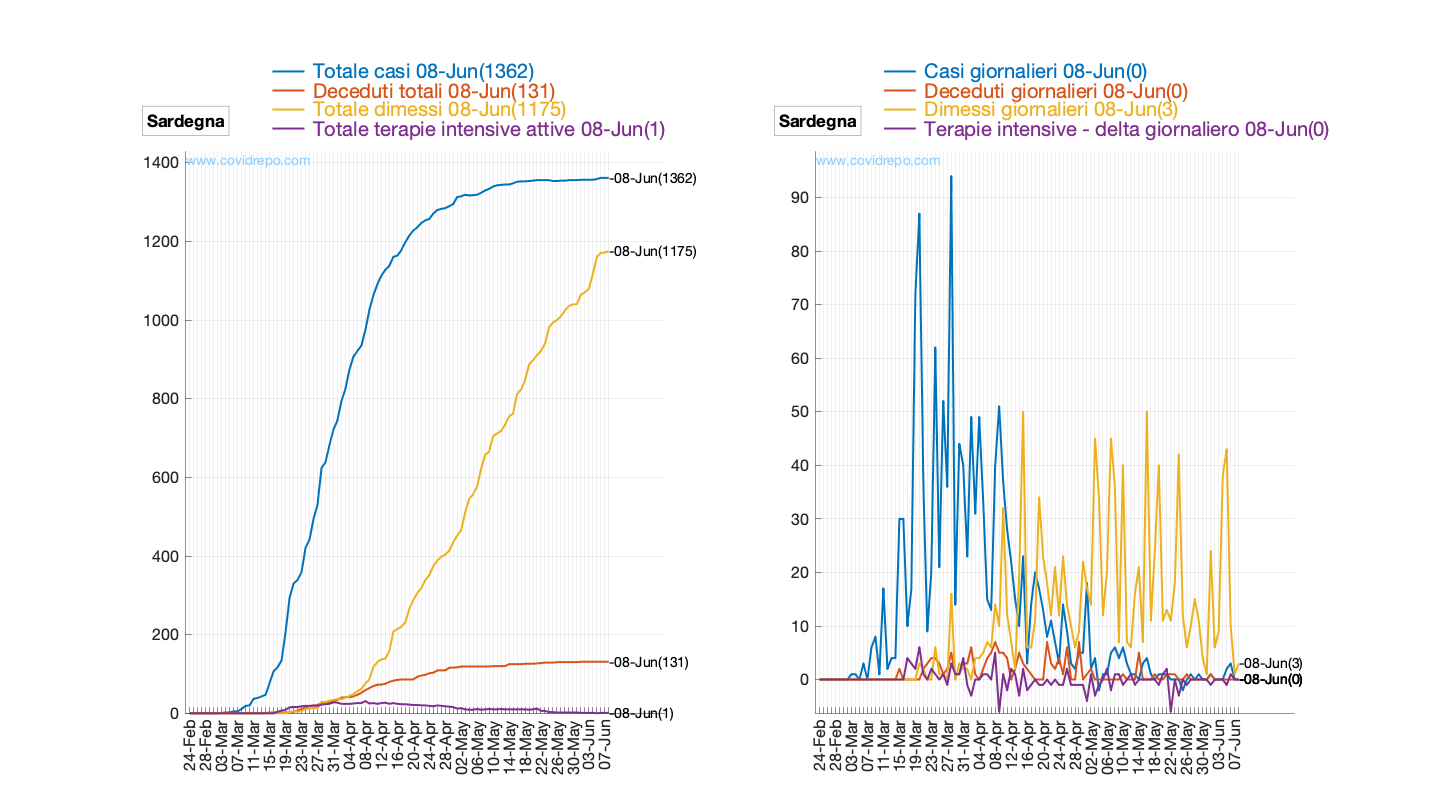 Totale casi 08-Jun(1362)
Deceduti totali 08-Jun(131)
Totale dimessi 08-Jun(1175)
Totale terapie intensive attive 08-Jun(1)
Sardegna
www.covidrepo.com
1400
1200
1000
800
600
400
200
0
-08-Jun(1362)
-08-Jun(1175)
-08-Jun(131)
-08-Jun(1)
24-Feb
28-Feb
03-Mar
07-Mar
11-Mar
15-Mar
19-Mar
23-Mar
27-Mar
31-Mar
04-Apr
08-Apr
12-Apr
16-Apr
20-Apr
24-Apr
28-Apr
02-May
06-May
10-May
14-May
18-May
22-May
26-May
30-May
03-Jun
07-Jun
Casi giornalieri 08-Jun(0)
Deceduti giornalieri 08-Jun(0)
Dimessi giornalieri 08-Jun(3)
Terapie intensive - delta giornaliero 08-Jun(0)
Sardegna
www.covidrepo.com
90
80
70
60
50
40
30
20
10
0
-08-Jun(3)
-08-Jun(0)
24-Feb
28-Feb
03-Mar
07-Mar
11-Mar
15-Mar
19-Mar
23-Mar
27-Mar
31-Mar
04-Apr
08-Apr
12-Apr
16-Apr
20-Apr
24-Apr
28-Apr
02-May
06-May
10-May
14-May
18-May
22-May
26-May
30-May
03-Jun
07-Jun